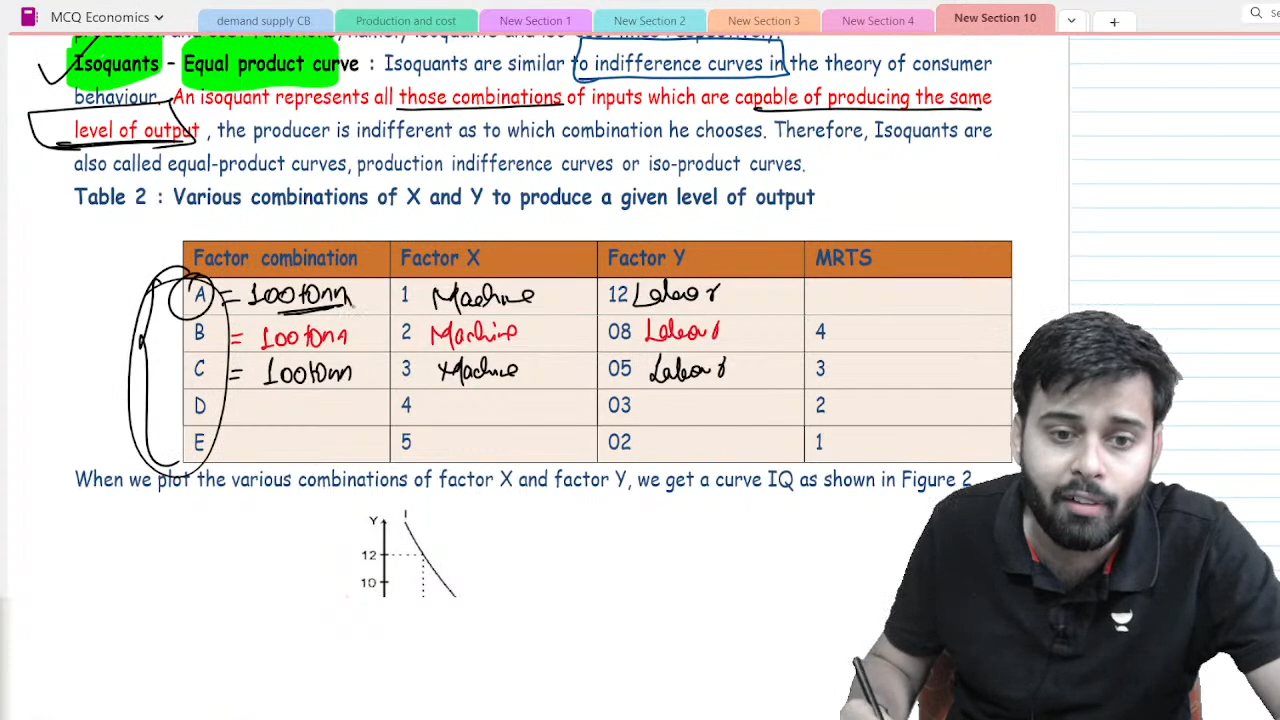 MCQ Economics
demand supply CB
Production and cost
New Section 1
New Section 2
New Section 3
New Section 4
New Section 10
+
Se
Isoquants – Equal product curve : Isoquants are similar to indifference curves in the theory of consumer
behaviour. An isoquant represents all those combinations of inputs which are capable of producing the same
level of output , the producer is indifferent as to which combination he chooses. Therefore, Isoquants are
also called equal-product curves, production indifference curves or iso-product curves.
Table 2 : Various combinations of X and Y to produce a given level of output
Factor combination Factor X Factor Y MRTS
A = 100tonn 1 Machine 12 Labour
B = 100tonn 2 Machine 08 Labour 4
C = 100tonn 3 Machine 05 Labour 3
D 4 03 2
E 5 02 1
When we plot the various combinations of factor X and factor Y, we get a curve IQ as shown in Figure 2.
Y I
12
10